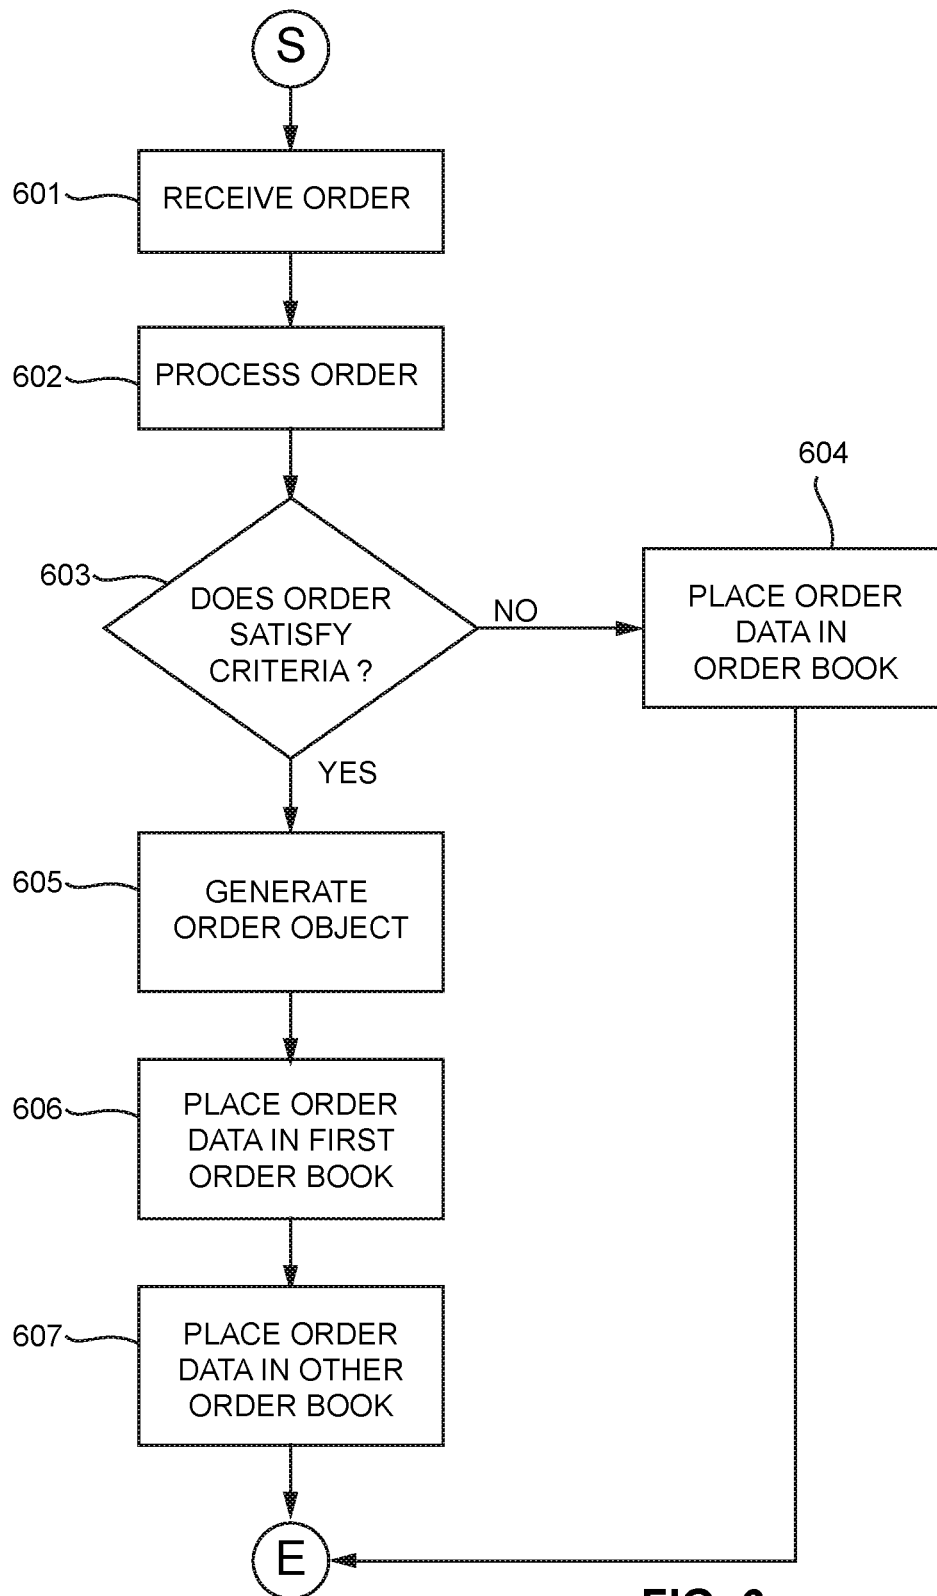 S
601
RECEIVE ORDER
602
PROCESS ORDER
603
DOES ORDER
SATISFY
CRITERIA ?
NO
604
PLACE ORDER
DATA IN
ORDER BOOK
YES
605
GENERATE
ORDER OBJECT
606
PLACE ORDER
DATA IN FIRST
ORDER BOOK
607
PLACE ORDER
DATA IN OTHER
ORDER BOOK
E